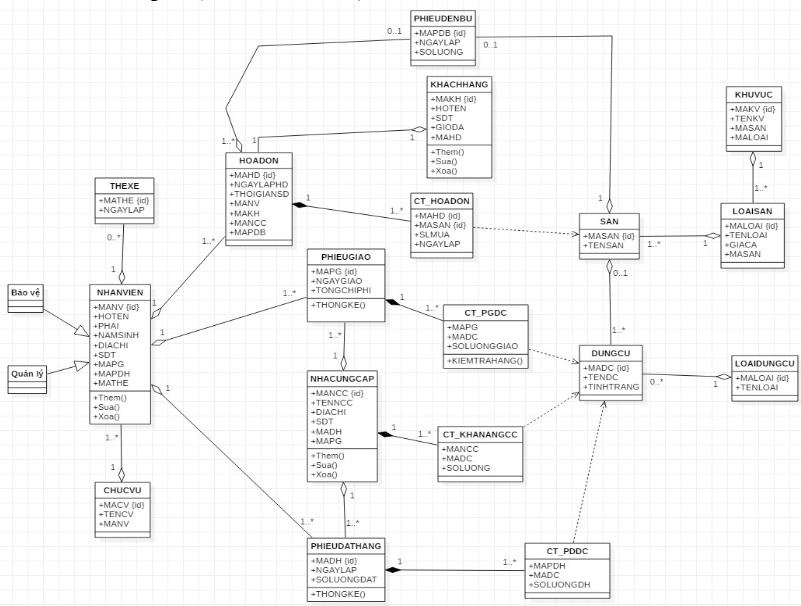 PHIEUDENBU
+MAPDB {id}
+NGAYLAP
+SOLUONG
0..1
0..1
KHACHHANG
+MAKH {id}
+HOTEN
+SDT
+GIODA
+MAHD
+Them()
+Sua()
+Xoa()
1
KHUVUC
+MAKV {id}
+TENKV
+MASAN
+MALOAI
1
1..*
1..*
1
HOADON
+MAHD {id}
+NGAYLAPHD
+THOIGIANSD
+MANV
+MAKH
+MANCC
+MAPDB
1
1..*
1..*
THEXE
+MATHE {id}
+NGAYLAP
0..*
1
CT_HOADON
+MAHD {id}
+MASAN {id}
+SLMUA
+NGAYLAP
1
SAN
+MASAN {id}
+TENSAN
1..*
1
0..1
1..*
LOAISAN
+MALOAI {id}
+TENLOAI
+GIACA
+MASAN
PHIEUGIAO
+MAPG {id}
+NGAYGIAO
+TONGCHIPHI
+THONGKE()
1..*
1
1..*
1..*
1
Bảo vệ
Quản lý
NHANVIEN
+MANV {id}
+HOTEN
+PHAI
+NAMSINH
+DIACHI
+SDT
+MAPG
+MAPDH
+MATHE
+Them()
+Sua()
+Xoa()
1
1
1
1..*
1
CT_PGDC
+MAPG
+MADC
+SOLUONGGIAO
+KIEMTRAHANG()
DUNGCU
+MADC {id}
+TENDC
+TINHTRANG
0..*
1
LOAIDUNGCU
+MALOAI {id}
+TENLOAI
NHACUNGCAP
+MANCC {id}
+TENNCC
+DIACHI
+SDT
+MADH
+MAPG
+Them()
+Sua()
+Xoa()
1
1..*
1
1..*
CT_KHANANGCC
+MANCC
+MADC
+SOLUONG
CHUCVU
+MACV {id}
+TENCV
+MANV
1..*
PHIEUDATHANG
+MADH {id}
+NGAYLAP
+SOLUONGDAT
+THONGKE()
1
1..*
CT_PDDC
+MAPDH
+MADC
+SOLUONGDH